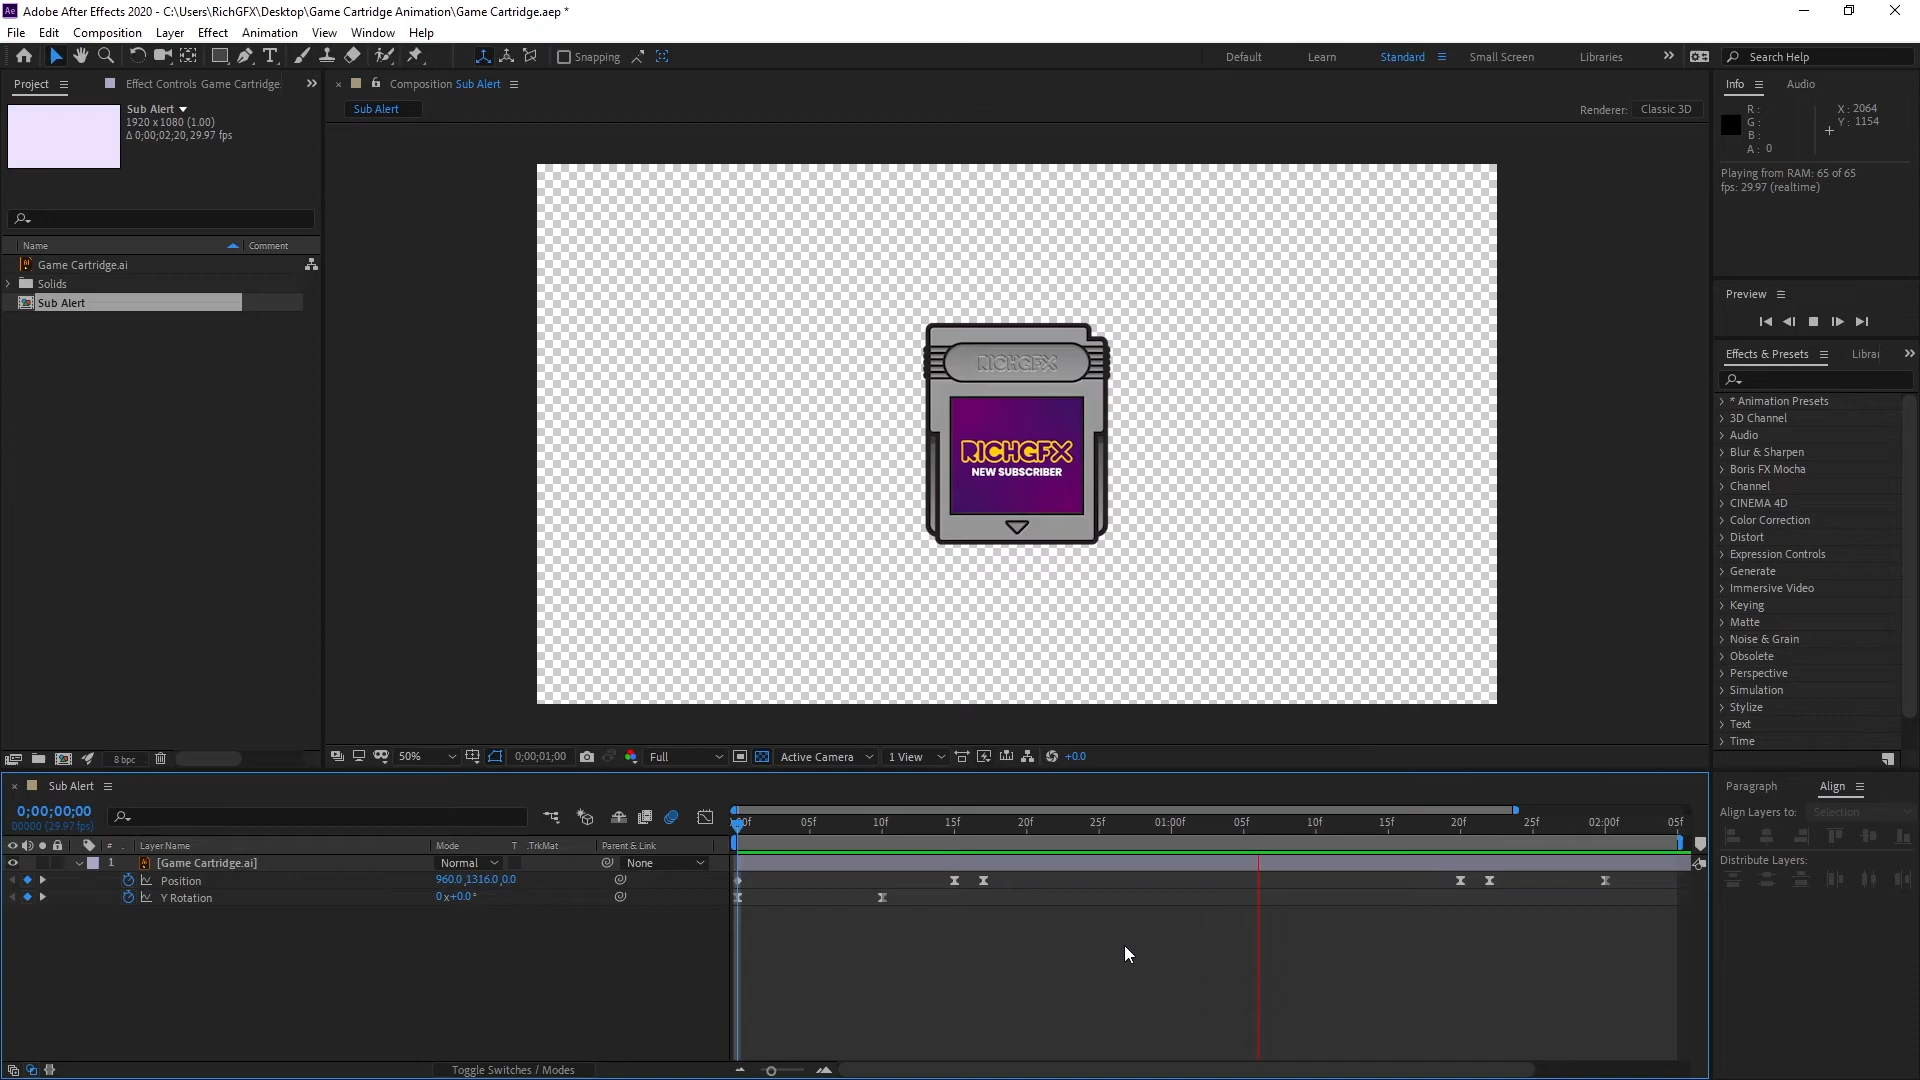 Ae Adobe After Effects 2020 - C:\Users\RichGFX\Desktop\Game Cartridge Animation\Game Cartridge.aep *
File Edit Composition Layer Effect Animation View Window Help
Snapping Default Learn Standard Small Screen Libraries Search Help
Project Effect Controls Game Cartridge Composition Sub Alert Info Audio
Sub Alert
1920 x 1080 (1.00)
Δ 0;00;02;20, 29.97 fps
Sub Alert Renderer: Classic 3D
R :
G :
B :
A : 0
X : 2064
Y : 1154
Playing from RAM: 65 of 65
fps: 29.97 (realtime)
Name Comment
Game Cartridge.ai
Solids
Sub Alert
RICHGFX
RICHGFX
NEW SUBSCRIBER
Preview
Effects & Presets Librar
* Animation Presets
3D Channel
Audio
Blur & Sharpen
Boris FX Mocha
Channel
CINEMA 4D
Color Correction
Distort
Expression Controls
Generate
Immersive Video
Keying
Matte
Noise & Grain
Obsolete
Perspective
Simulation
Stylize
Text
Time
8 bpc 50% 0;00;01;00 Full Active Camera 1 View +0.0
Sub Alert
0;00;00;00
00000 (29.97 fps)
05f 10f 15f 20f 25f 01:00f 05f 10f 15f 20f 25f 02:00f 05f
# Layer Name Mode T .TrkMat Parent & Link
1 [Game Cartridge.ai] Normal None
Position 960.0,1316.0,0.0
Y Rotation 0x+0.0°
Toggle Switches / Modes
Paragraph Align
Align Layers to: Selection
Distribute Layers: